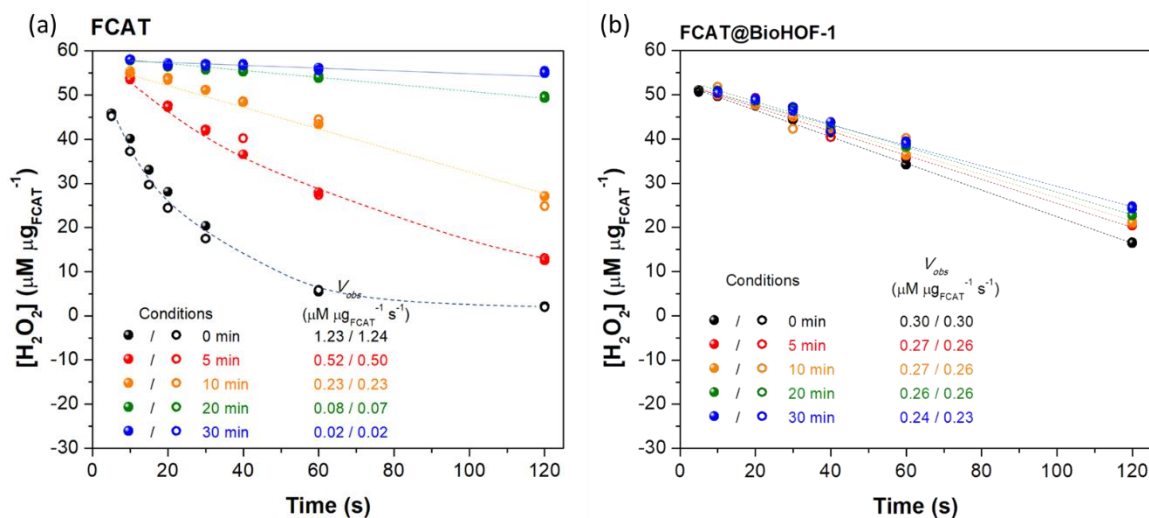 (a) FCAT
[H₂O₂] (μM μg_FCAT⁻¹)
60
50
40
30
20
10
0
-10
-20
-30
V_obs
Conditions (μM μg_FCAT⁻¹ s⁻¹)
/ 0 min 1.23 / 1.24
/ 5 min 0.52 / 0.50
/ 10 min 0.23 / 0.23
/ 20 min 0.08 / 0.07
/ 30 min 0.02 / 0.02
0 20 40 60 80 100 120
Time (s)
(b) FCAT@BioHOF-1
[H₂O₂] (μM μg_FCAT⁻¹)
60
50
40
30
20
10
0
-10
-20
-30
V_obs
Conditions (μM μg_FCAT⁻¹ s⁻¹)
/ 0 min 0.30 / 0.30
/ 5 min 0.27 / 0.26
/ 10 min 0.27 / 0.26
/ 20 min 0.26 / 0.26
/ 30 min 0.24 / 0.23
0 20 40 60 80 100 120
Time (s)